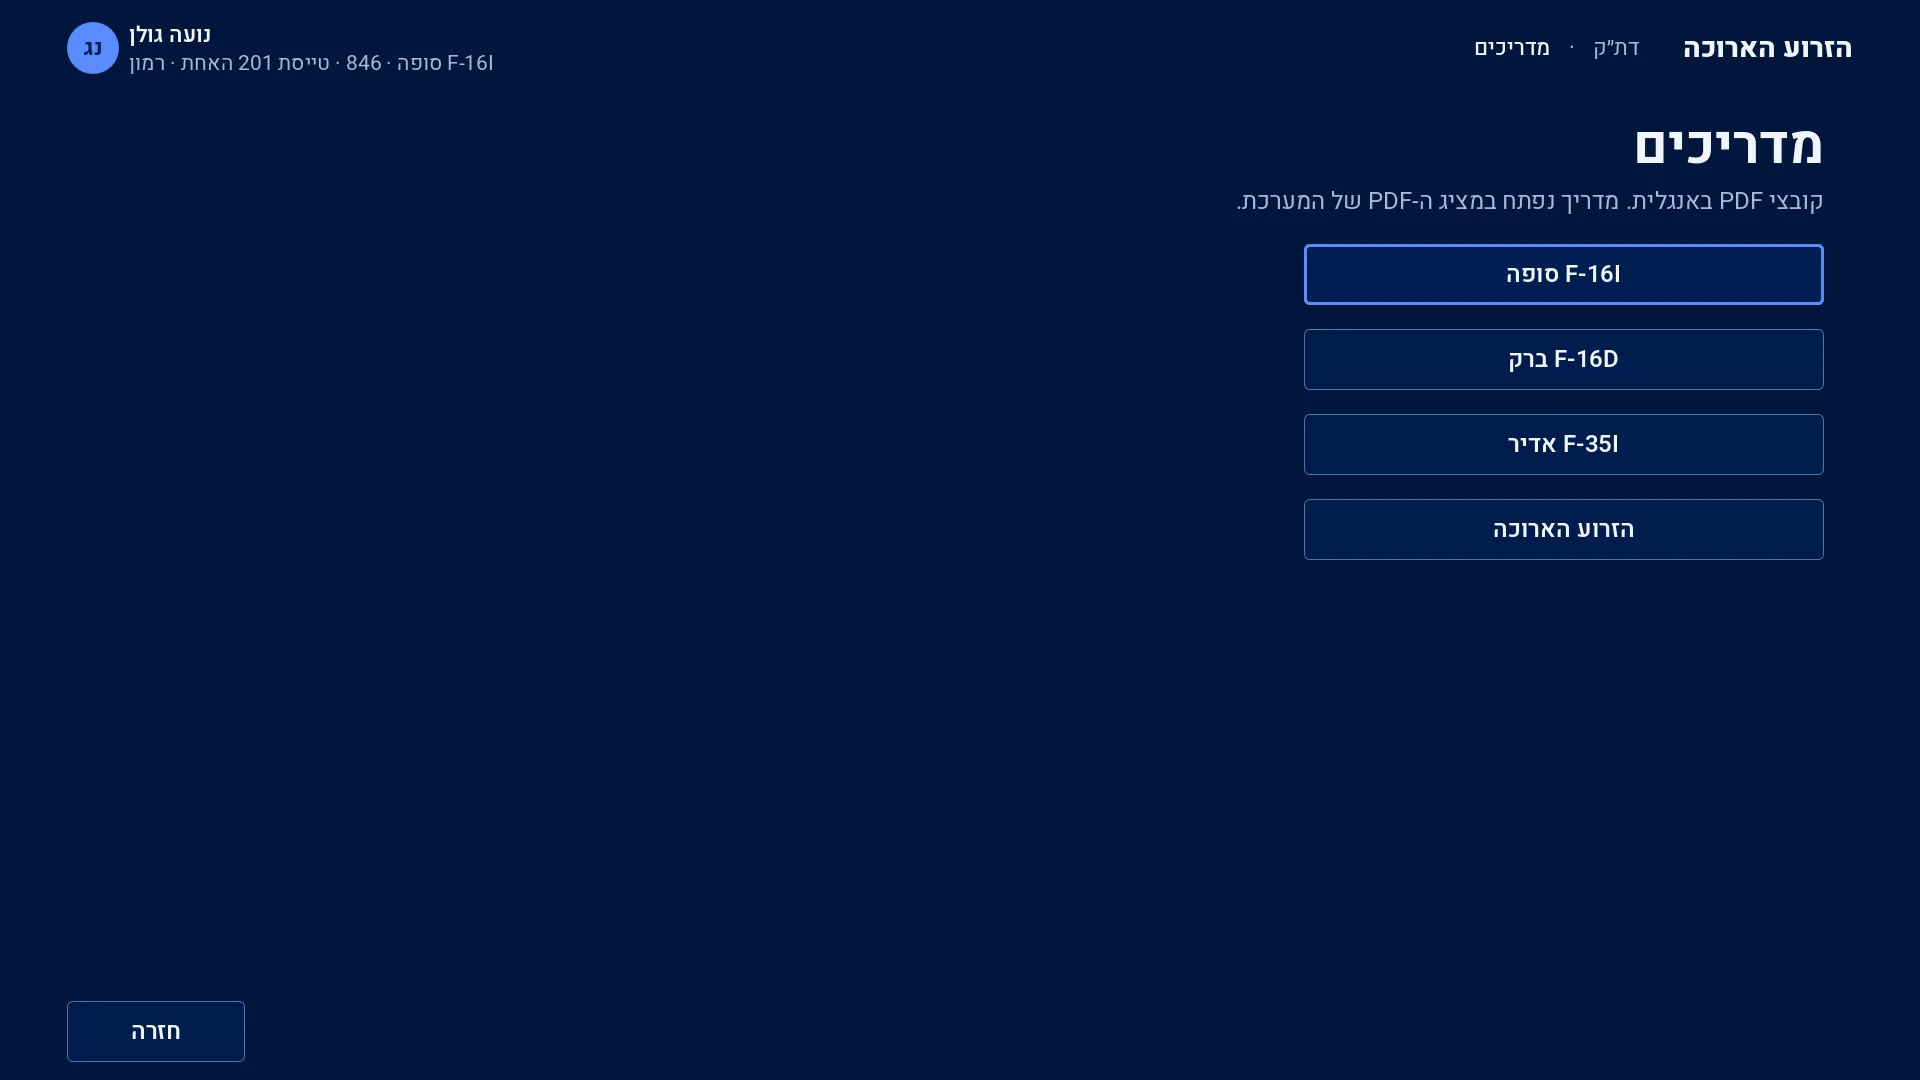 הזרוע הארוכה
דת״ק · מדריכים
נועה גולן
F-16I סופה · 846 · טייסת 201 האחת · רמון
נג
מדריכים
קובצי PDF באנגלית. מדריך נפתח במציג ה-PDF של המערכת.
F-16I סופה
F-16D ברק
F-35I אדיר
הזרוע הארוכה
חזרה